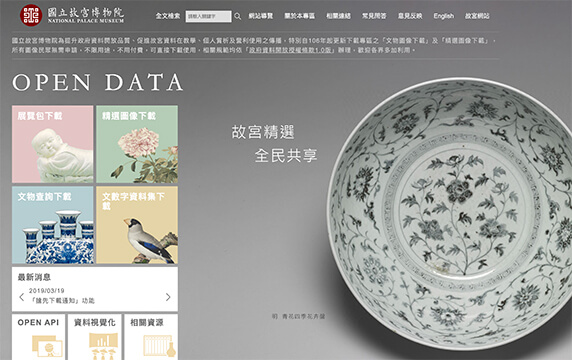 國立故宮博物院
NATIONAL PALACE MUSEUM
全文檢索 請鍵入關鍵字 網站導覽 關於本專區 相關連結 常見問答 意見反映 English 故宮網站
國立故宮博物院為提升政府資料開放品質、促進故宮資料在教學、個人賞析及營利使用之傳播，特別自106年起更新下載專區之「文物圖像下載」及「精選圖像下載」，
所有圖像民眾無需申請、不限用途、不用付費，可直接下載使用，相關規範均依「政府資料開放授權條款1.0版」辦理，歡迎各界多加利用。
OPEN DATA
展覽包下載 精選圖像下載
文物查詢下載 文數字資料集下載
故宮精選
全民共享
最新消息
2019/03/19
「搶先下載通知」功能
OPEN API 資料視覺化 相關資源
明 青花四季花卉盌